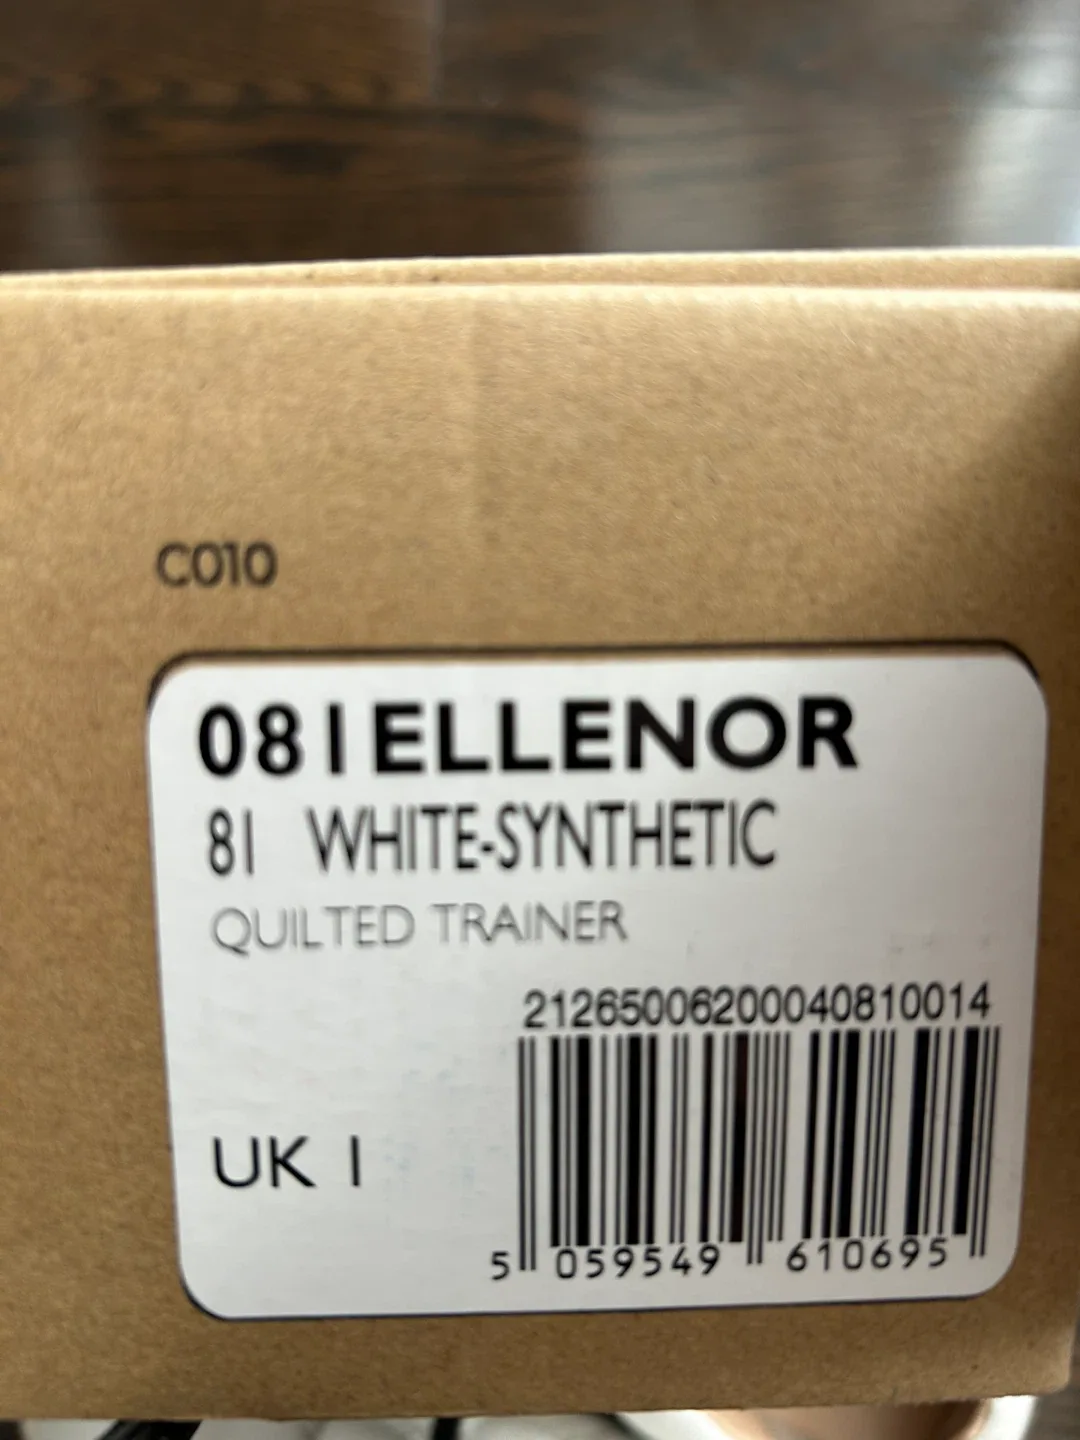 C010
081ELLENOR
81 WHITE-SYNTHETIC
QUILTED TRAINER
21265006200040810014
UK 1
5 059549 610695